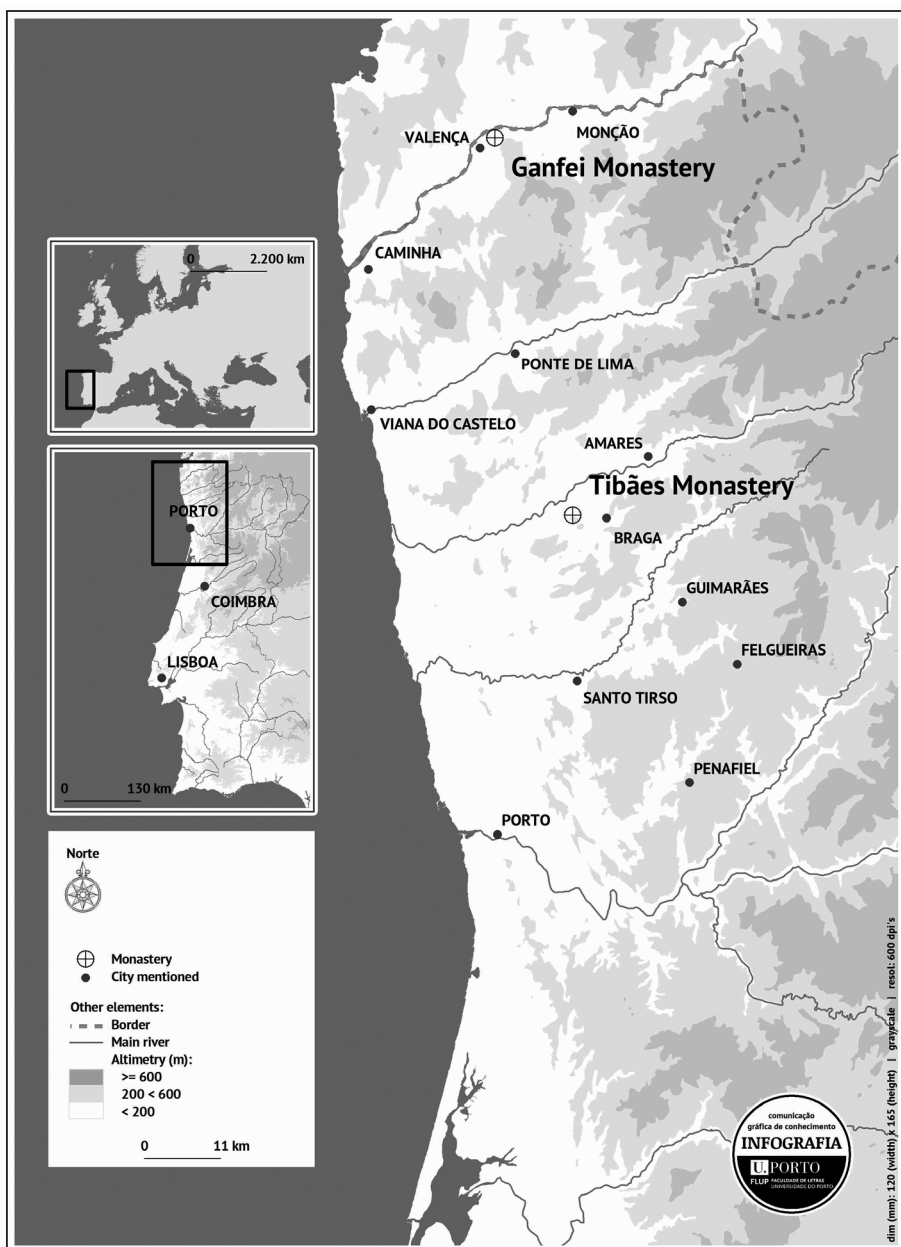 VALENÇA
MONÇÃO
Ganfei Monastery
CAMINHA
PONTE DE LIMA
VIANA DO CASTELO
AMARES
Tibães Monastery
BRAGA
GUIMARÃES
FELGUEIRAS
SANTO TIRSO
PENAFIEL
PORTO
0 2.200 km
PORTO
COIMBRA
LISBOA
0 130 km
Norte
Monastery
City mentioned
Other elements:
Border
Main river
Altimetry (m):
>= 600
200 < 600
< 200
0 11 km
comunicação
gráfica de conhecimento
INFOGRAFIA
U. PORTO
FLUP FACULDADE DE LETRAS
UNIVERSIDADE DO PORTO
dim (mm): 120 (width) x 165 (height) | grayscale | resol: 600 dpi's